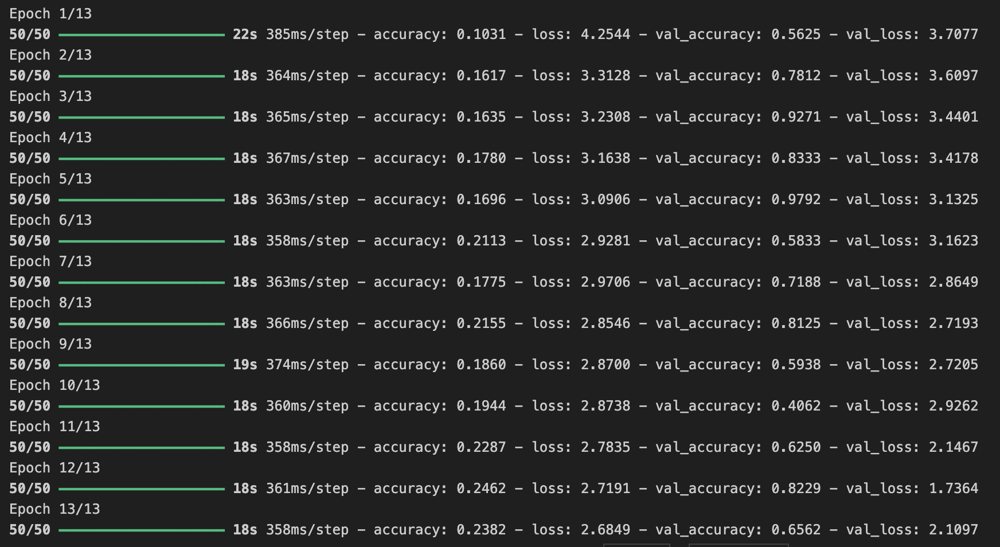 Epoch 1/13
50/50 ━━━━━━━━━━━━━━━━━━━━ 22s 385ms/step - accuracy: 0.1031 - loss: 4.2544 - val_accuracy: 0.5625 - val_loss: 3.7077
Epoch 2/13
50/50 ━━━━━━━━━━━━━━━━━━━━ 18s 364ms/step - accuracy: 0.1617 - loss: 3.3128 - val_accuracy: 0.7812 - val_loss: 3.6097
Epoch 3/13
50/50 ━━━━━━━━━━━━━━━━━━━━ 18s 365ms/step - accuracy: 0.1635 - loss: 3.2308 - val_accuracy: 0.9271 - val_loss: 3.4401
Epoch 4/13
50/50 ━━━━━━━━━━━━━━━━━━━━ 18s 367ms/step - accuracy: 0.1780 - loss: 3.1638 - val_accuracy: 0.8333 - val_loss: 3.4178
Epoch 5/13
50/50 ━━━━━━━━━━━━━━━━━━━━ 18s 363ms/step - accuracy: 0.1696 - loss: 3.0906 - val_accuracy: 0.9792 - val_loss: 3.1325
Epoch 6/13
50/50 ━━━━━━━━━━━━━━━━━━━━ 18s 358ms/step - accuracy: 0.2113 - loss: 2.9281 - val_accuracy: 0.5833 - val_loss: 3.1623
Epoch 7/13
50/50 ━━━━━━━━━━━━━━━━━━━━ 18s 363ms/step - accuracy: 0.1775 - loss: 2.9706 - val_accuracy: 0.7188 - val_loss: 2.8649
Epoch 8/13
50/50 ━━━━━━━━━━━━━━━━━━━━ 18s 366ms/step - accuracy: 0.2155 - loss: 2.8546 - val_accuracy: 0.8125 - val_loss: 2.7193
Epoch 9/13
50/50 ━━━━━━━━━━━━━━━━━━━━ 19s 374ms/step - accuracy: 0.1860 - loss: 2.8700 - val_accuracy: 0.5938 - val_loss: 2.7205
Epoch 10/13
50/50 ━━━━━━━━━━━━━━━━━━━━ 18s 360ms/step - accuracy: 0.1944 - loss: 2.8738 - val_accuracy: 0.4062 - val_loss: 2.9262
Epoch 11/13
50/50 ━━━━━━━━━━━━━━━━━━━━ 18s 358ms/step - accuracy: 0.2287 - loss: 2.7835 - val_accuracy: 0.6250 - val_loss: 2.1467
Epoch 12/13
50/50 ━━━━━━━━━━━━━━━━━━━━ 18s 361ms/step - accuracy: 0.2462 - loss: 2.7191 - val_accuracy: 0.8229 - val_loss: 1.7364
Epoch 13/13
50/50 ━━━━━━━━━━━━━━━━━━━━ 18s 358ms/step - accuracy: 0.2382 - loss: 2.6849 - val_accuracy: 0.6562 - val_loss: 2.1097